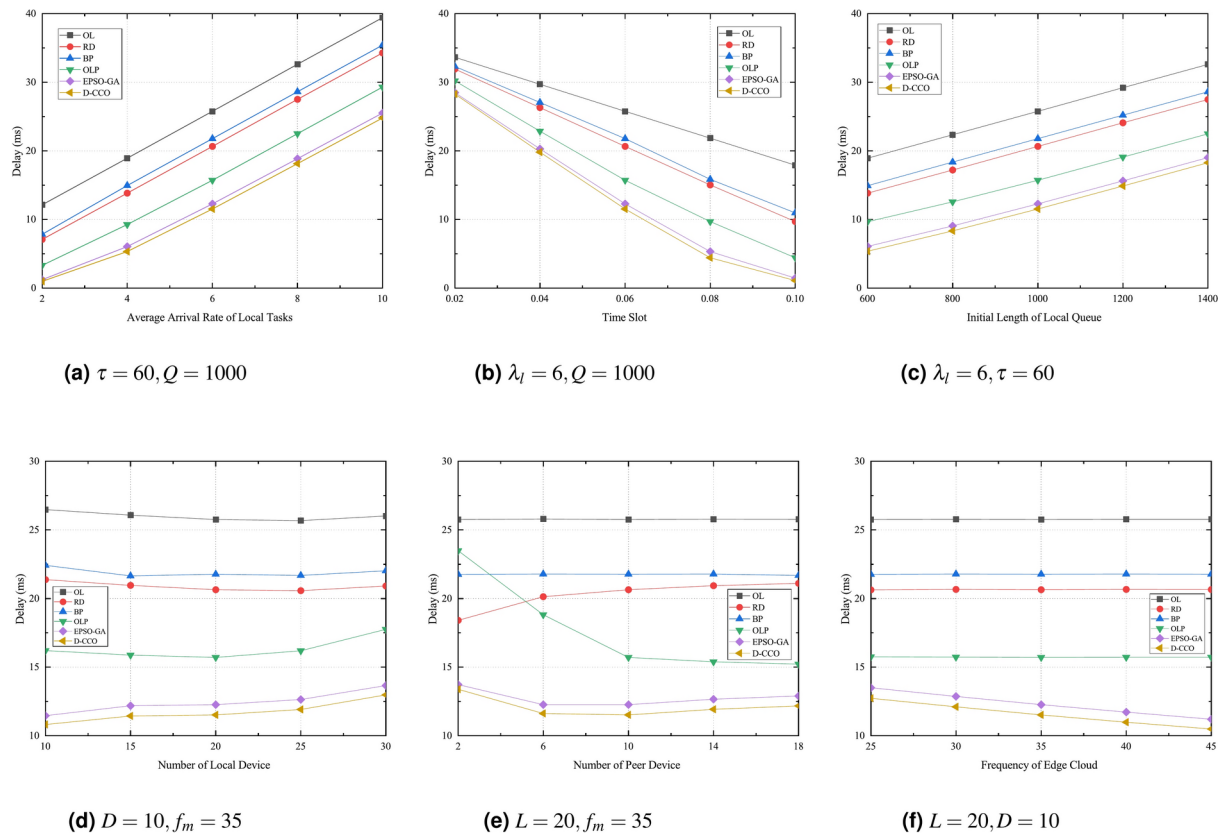 40
30
20
10
0
Delay (ms)
OL
RD
BP
OLP
EPSO-GA
D-CCO
2 4 6 8 10
Average Arrival Rate of Local Tasks
(a) τ = 60, Q = 1000
40
30
20
10
0
Delay (ms)
OL
RD
BP
OLP
EPSO-GA
D-CCO
0.02 0.04 0.06 0.08 0.10
Time Slot
(b) λl = 6, Q = 1000
40
30
20
10
0
Delay (ms)
OL
RD
BP
OLP
EPSO-GA
D-CCO
600 800 1000 1200 1400
Initial Length of Local Queue
(c) λl = 6, τ = 60
30
25
20
15
10
Delay (ms)
OL
RD
BP
OLP
EPSO-GA
D-CCO
10 15 20 25 30
Number of Local Device
(d) D = 10, fm = 35
30
25
20
15
10
Delay (ms)
OL
RD
BP
OLP
EPSO-GA
D-CCO
2 6 10 14 18
Number of Peer Device
(e) L = 20, fm = 35
30
25
20
15
10
Delay (ms)
OL
RD
BP
OLP
EPSO-GA
D-CCO
25 30 35 40 45
Frequency of Edge Cloud
(f) L = 20, D = 10